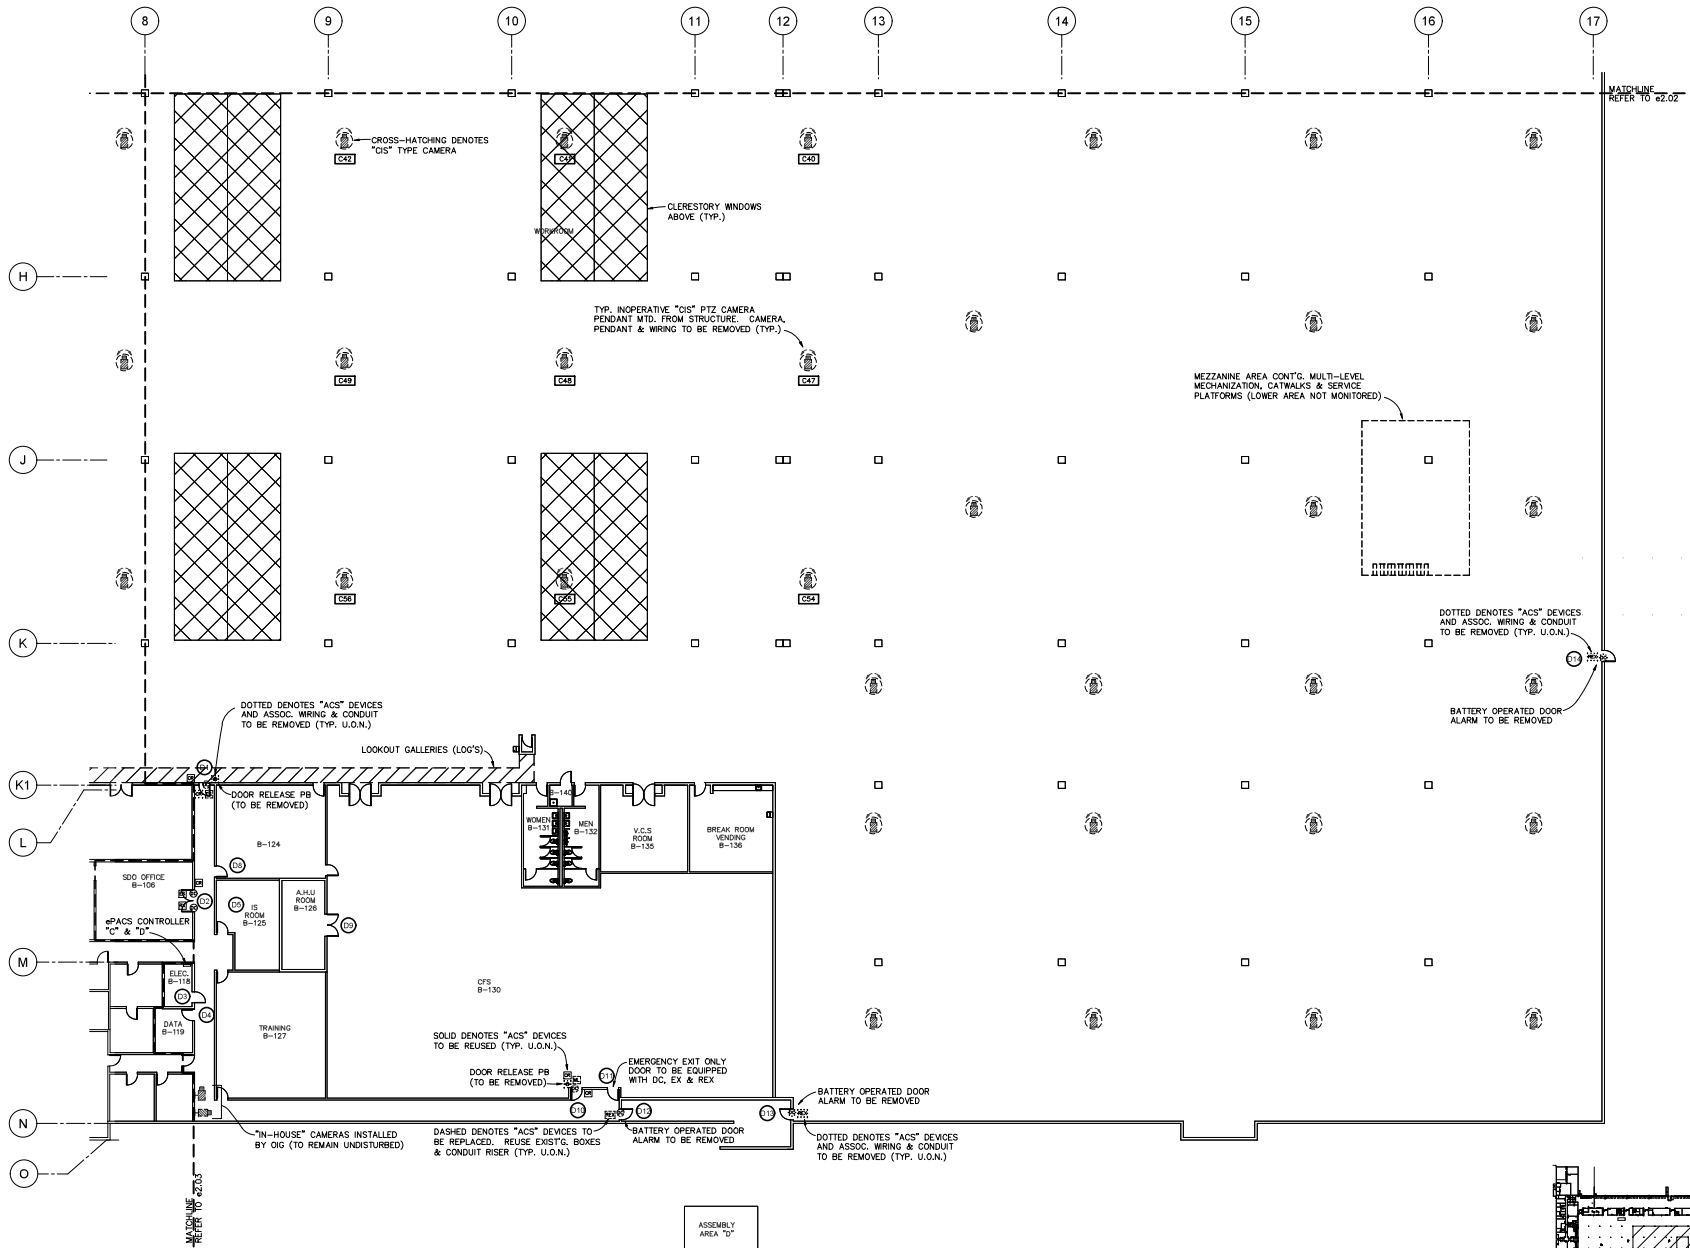 8
9
10
11
12
13
14
15
16
17
MATCHLINE
REFER TO e2.02
CROSS-HATCHING DENOTES
"CIS" TYPE CAMERA
C42
C41
C40
CLERESTORY WINDOWS
ABOVE (TYP.)
WORKROOM
H
TYP. INOPERATIVE "CIS" PTZ CAMERA
PENDANT MTD. FROM STRUCTURE. CAMERA,
PENDANT & WIRING TO BE REMOVED (TYP.)
C49
C48
C47
MEZZANINE AREA CONT'G. MULTI-LEVEL
MECHANIZATION, CATWALKS & SERVICE
PLATFORMS (LOWER AREA NOT MONITORED)
J
C56
C55
C54
DOTTED DENOTES "ACS" DEVICES
AND ASSOC. WIRING & CONDUIT
TO BE REMOVED (TYP. U.O.N.)
K
D14
BATTERY OPERATED DOOR
ALARM TO BE REMOVED
DOTTED DENOTES "ACS" DEVICES
AND ASSOC. WIRING & CONDUIT
TO BE REMOVED (TYP. U.O.N.)
LOOKOUT GALLERIES (LOG'S)
D1
K1
DOOR RELEASE PB
(TO BE REMOVED)
B-140
WOMEN
B-131
MEN
B-132
V.C.S
ROOM
B-135
BREAK ROOM
VENDING
B-136
L
B-124
D8
SDO OFFICE
B-106
D2
D5
IS
ROOM
B-125
A.H.U
ROOM
B-126
D9
ePACS CONTROLLER
"C" & "D"
M
ELEC.
B-118
D3
CFS
B-130
D4
DATA
B-119
TRAINING
B-127
SOLID DENOTES "ACS" DEVICES
TO BE REUSED (TYP. U.O.N.)
DOOR RELEASE PB
(TO BE REMOVED)
D11
EMERGENCY EXIT ONLY
DOOR TO BE EQUIPPED
WITH DC, EX & REX
D10
D12
D13
BATTERY OPERATED DOOR
ALARM TO BE REMOVED
N
"IN-HOUSE" CAMERAS INSTALLED
BY OIG (TO REMAIN UNDISTURBED)
DASHED DENOTES "ACS" DEVICES TO
BE REPLACED. REUSE EXIST'G. BOXES
& CONDUIT RISER (TYP. U.O.N.)
BATTERY OPERATED DOOR
ALARM TO BE REMOVED
DOTTED DENOTES "ACS" DEVICES
AND ASSOC. WIRING & CONDUIT
TO BE REMOVED (TYP. U.O.N.)
O
MATCHLINE
REFER TO e2.03
ASSEMBLY
AREA "D"